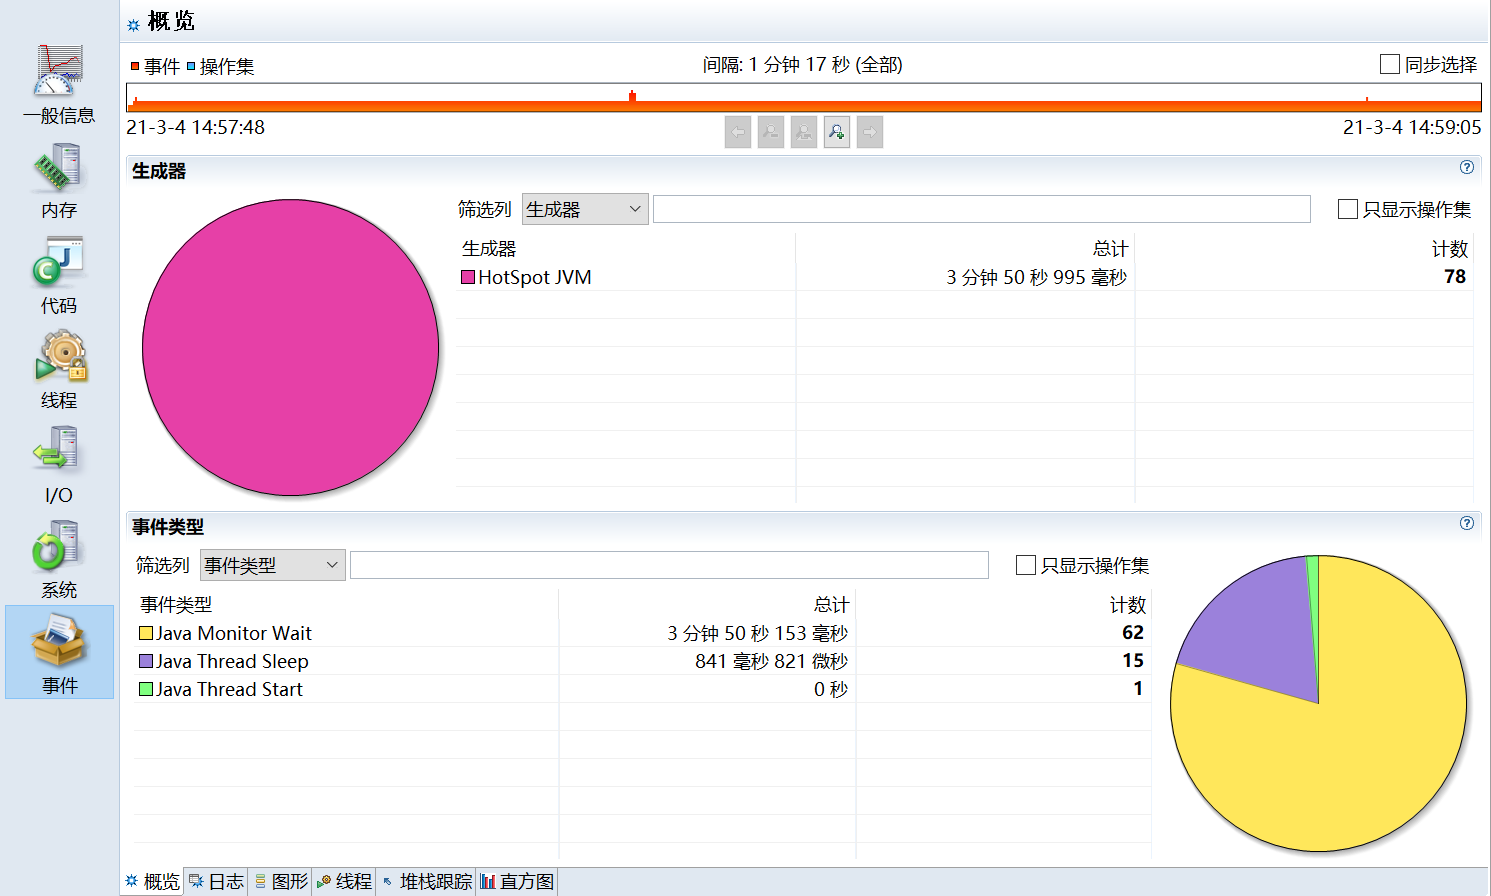 概览
事件 操作集
间隔: 1 分钟 17 秒 (全部)
同步选择
21-3-4 14:57:48
21-3-4 14:59:05
一般信息
内存
代码
线程
I/O
系统
事件
生成器
筛选列 生成器
只显示操作集
生成器 总计 计数
HotSpot JVM 3 分钟 50 秒 995 毫秒 78
事件类型
筛选列 事件类型
只显示操作集
事件类型 总计 计数
Java Monitor Wait 3 分钟 50 秒 153 毫秒 62
Java Thread Sleep 841 毫秒 821 微秒 15
Java Thread Start 0 秒 1
概览 日志 图形 线程 堆栈跟踪 直方图